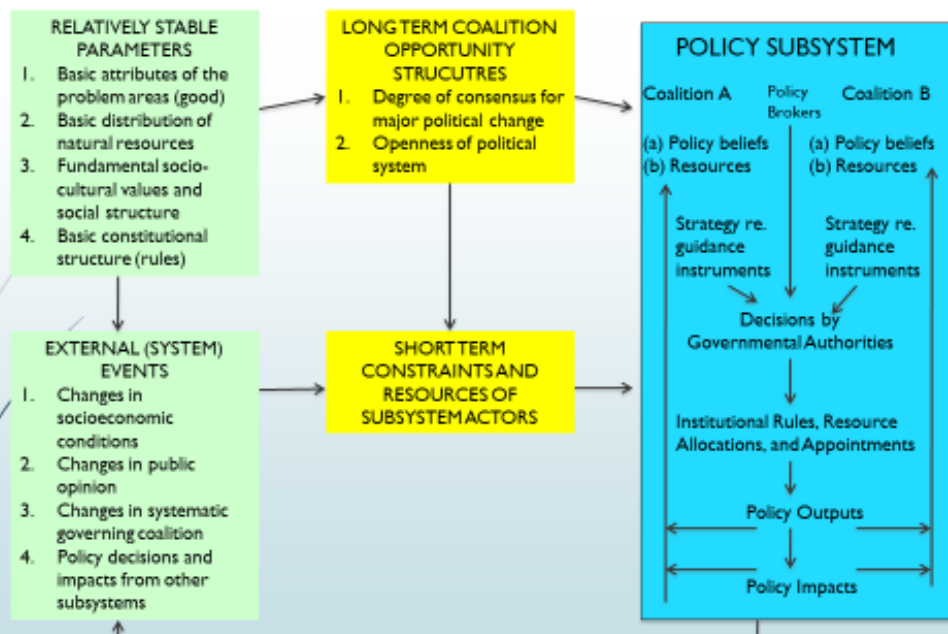 RELATIVELY STABLE
PARAMETERS
1. Basic attributes of the
problem areas (good)
2. Basic distribution of
natural resources
3. Fundamental socio-
cultural values and
social structure
4. Basic constitutional
structure (rules)
EXTERNAL (SYSTEM)
EVENTS
1. Changes in
socioeconomic
conditions
2. Changes in public
opinion
3. Changes in systematic
governing coalition
4. Policy decisions and
impacts from other
subsystems
LONG TERM COALITION
OPPORTUNITY
STRUCUTRES
1. Degree of consensus for
major political change
2. Openness of political
system
SHORT TERM
CONSTRAINTS AND
RESOURCES OF
SUBSYSTEM ACTORS
POLICY SUBSYSTEM
Coalition A
Policy
Brokers
Coalition B
(a) Policy beliefs
(b) Resources
(a) Policy beliefs
(b) Resources
Strategy re.
guidance
instruments
Strategy re.
guidance
instruments
Decisions by
Governmental Authorities
Institutional Rules, Resource
Allocations, and Appointments
Policy Outputs
Policy Impacts